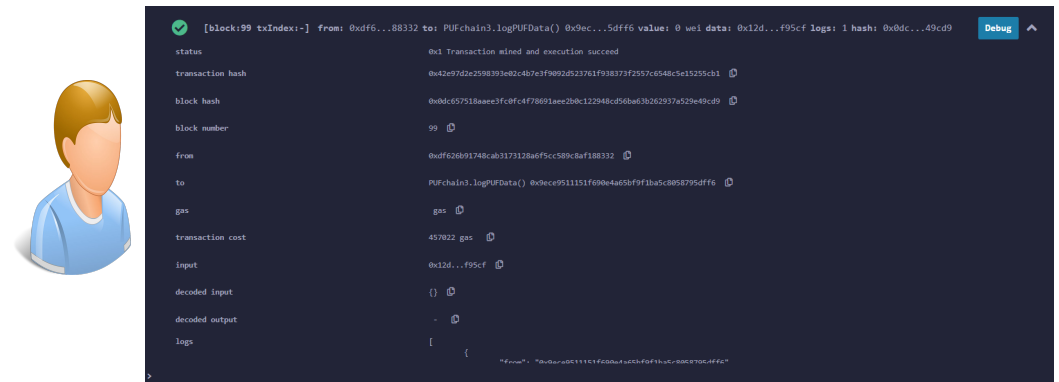 [block:99 txIndex:-] from: 0xdf6...88332 to: PUFchain3.logPUFData() 0x9ec...5dff6 value: 0 wei data: 0x12d...f95cf logs: 1 hash: 0x0dc...49cd9 Debug
status 0x1 Transaction mined and execution succeed
transaction hash 0x42e97d2e2598393e02c4b7e3f9092d523761f938373f2557c6548c5e15255cb1
block hash 0x0dc657518aaee3fc0fc4f78691aee2b0c122948cd56ba63b262937a529e49cd9
block number 99
from 0xdf626b91748cab3173128a6f5cc589c8af188332
to PUFchain3.logPUFData() 0x9ece9511151f690e4a65bf9f1ba5c8058795dff6
gas gas
transaction cost 457022 gas
input 0x12d...f95cf
decoded input {}
decoded output -
logs [
{
"from": "0x9ece9511151f690e4a65bf9f1ba5c8058795dff6"
>